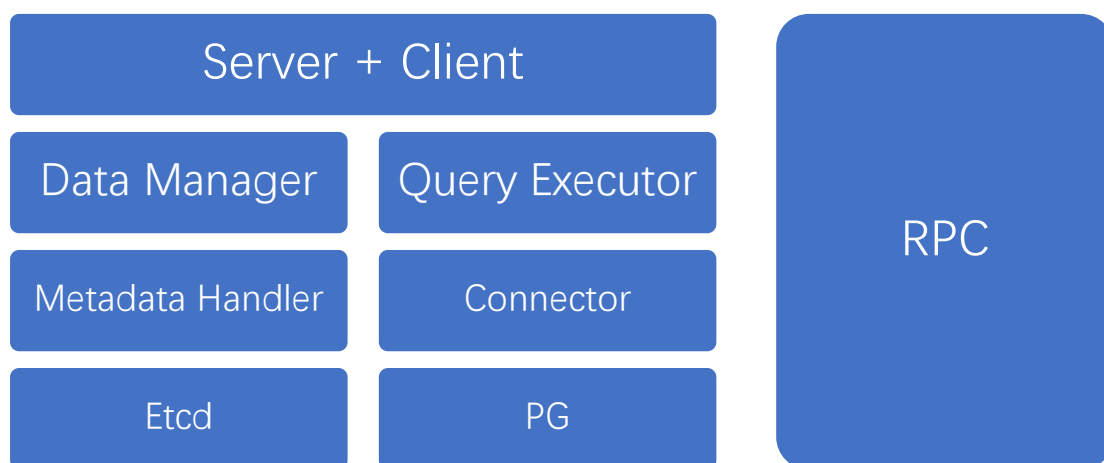 Server + Client
Data Manager
Query Executor
RPC
Metadata Handler
Connector
Etcd
PG